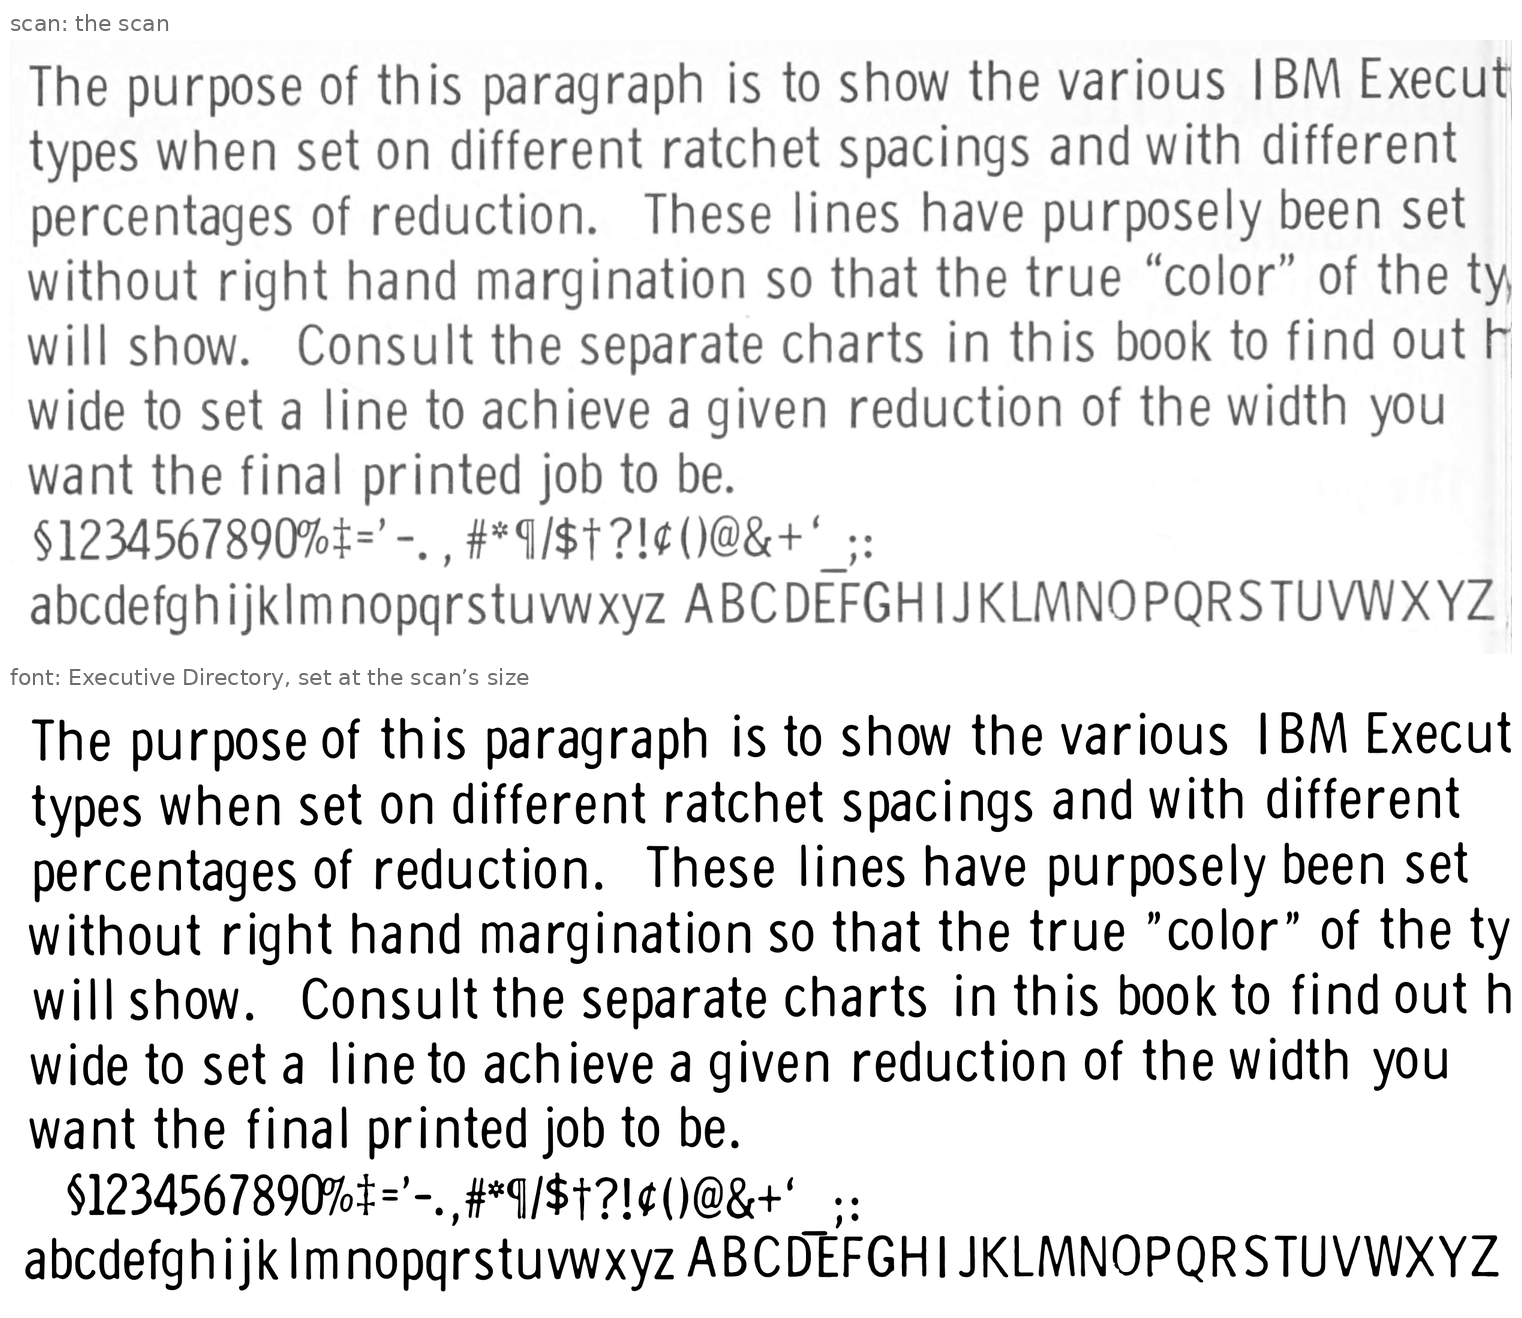 scan: the scan
The purpose of this paragraph is to show the various IBM Execut
types when set on different ratchet spacings and with different
percentages of reduction. These lines have purposely been set
without right hand margination so that the true “color” of the ty
will show. Consult the separate charts in this book to find out h
wide to set a line to achieve a given reduction of the width you
want the final printed job to be.
§1234567890%‡=’-., #*¶/$†?!¢()@&+‘_;:
abcdefghijklmnopqrstuvwxyz ABCDEFGHIJKLMNOPQRSTUVWXYZ
font: Executive Directory, set at the scan’s size
The purpose of this paragraph is to show the various IBM Execut
types when set on different ratchet spacings and with different
percentages of reduction. These lines have purposely been set
without right hand margination so that the true ”color” of the ty
will show. Consult the separate charts in this book to find out h
wide to set a line to achieve a given reduction of the width you
want the final printed job to be.
§1234567890%‡=’-.,#*¶/$†?!¢()@&+‘_;:
abcdefghijklmnopqrstuvwxyz ABCDEFGHIJKLMNOPQRSTUVWXYZ